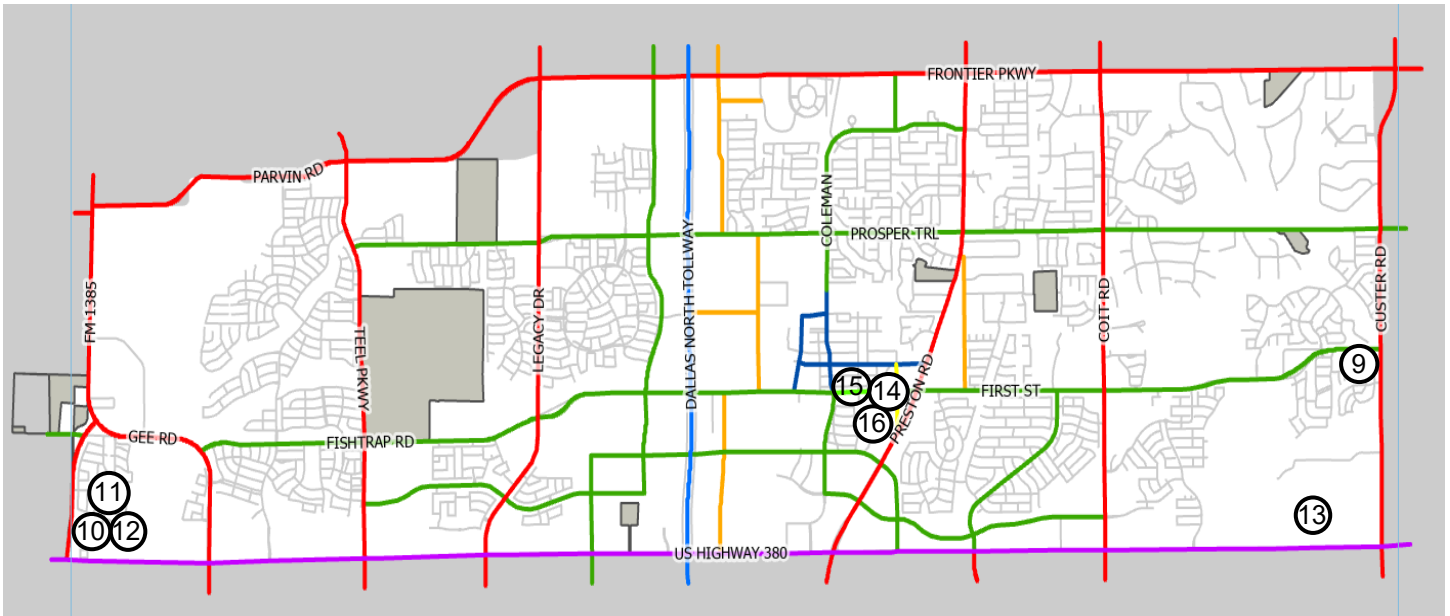 FRONTIER PKWY
PARVIN RD
COLEMAN
PROSPER TRL
DALLAS NORTH TOLLWAY
FM 1385
LEGACY DR
TEEL PKWY
COIT RD
CUSTER RD
9
15
14
16
PRESTON RD
FIRST ST
GEE RD
FISHTRAP RD
11
10
12
13
US HIGHWAY 380